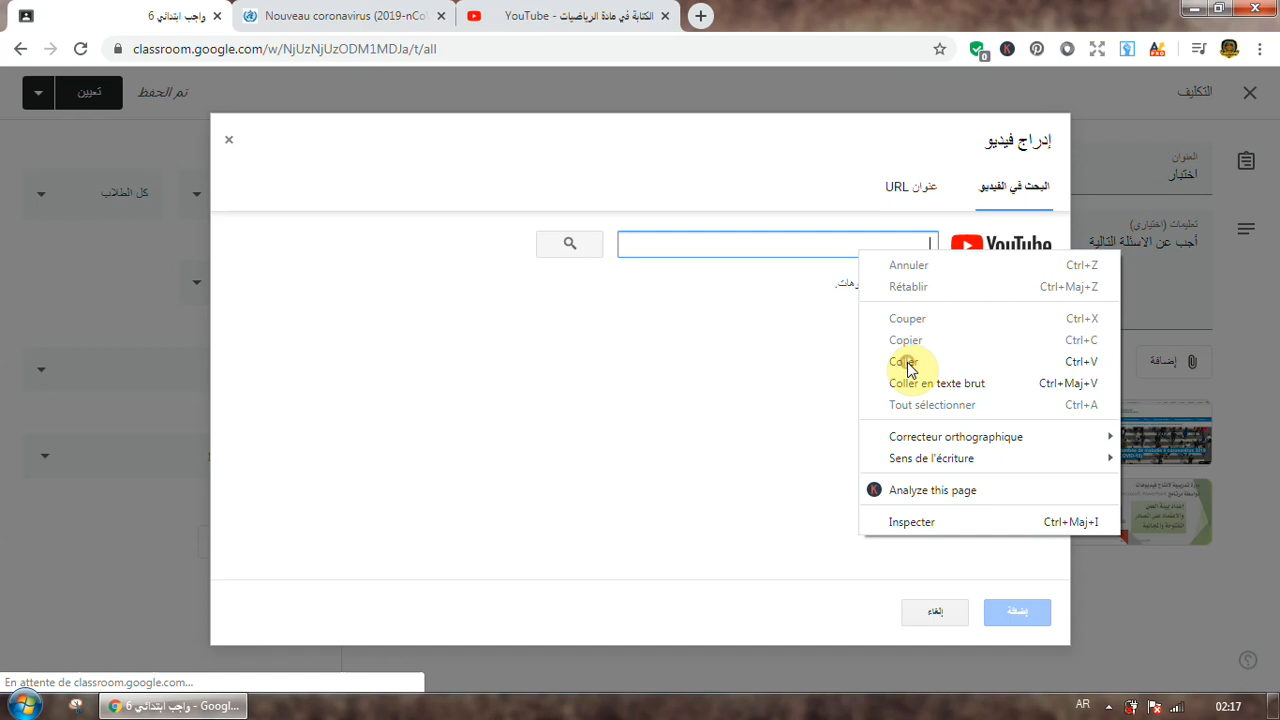 واجب ابتدائي 6
Nouveau coronavirus (2019-nCoV
الكتابة في مادة الرياضيات - YouTube
classroom.google.com/w/NjUzNjUzODM1MDJa/t/all
0
التكليف
تم الحفظ
تعيين
إدراج فيديو
البحث في الفيديو
عنوان URL
YouTube
العنوان
اختبار
تعليمات (اختياري)
أجب عن الاسئلة التالية
كل الطلاب
Annuler Ctrl+Z
Rétablir Ctrl+Maj+Z
Couper Ctrl+X
Copier Ctrl+C
Coller Ctrl+V
Coller en texte brut Ctrl+Maj+V
Tout sélectionner Ctrl+A
Correcteur orthographique
Sens de l'écriture
Analyze this page
Inspecter Ctrl+Maj+I
إضافة
إضافة
إلغاء
En attente de classroom.google.com...
واجب ابتدائي 6 - Googl...
AR
02:17